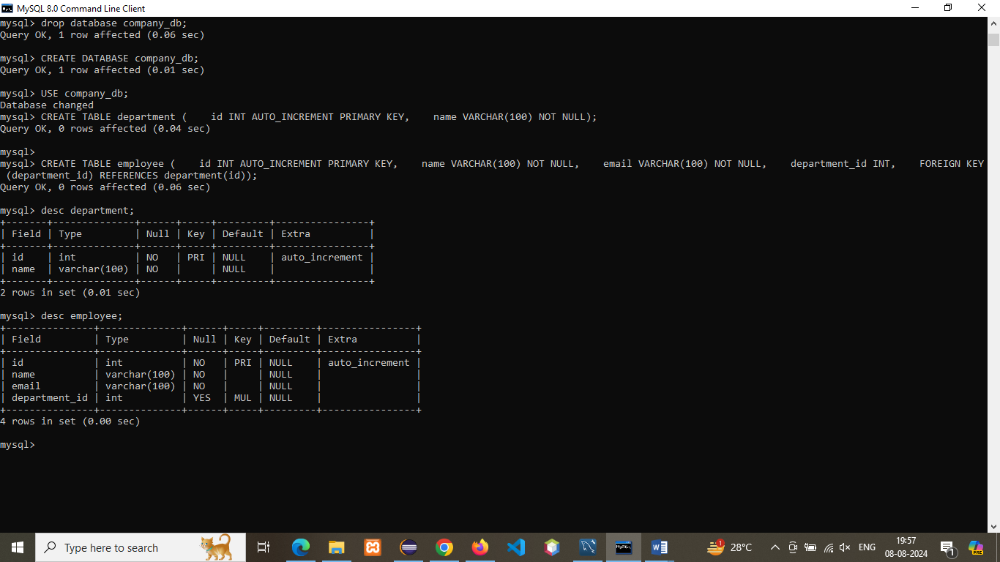 MySQL 8.0 Command Line Client
mysql> drop database company_db;
Query OK, 1 row affected (0.06 sec)
mysql> CREATE DATABASE company_db;
Query OK, 1 row affected (0.01 sec)
mysql> USE company_db;
Database changed
mysql> CREATE TABLE department (    id INT AUTO_INCREMENT PRIMARY KEY,    name VARCHAR(100) NOT NULL);
Query OK, 0 rows affected (0.04 sec)
mysql>
mysql> CREATE TABLE employee (    id INT AUTO_INCREMENT PRIMARY KEY,    name VARCHAR(100) NOT NULL,    email VARCHAR(100) NOT NULL,    department_id INT,    FOREIGN KEY
 (department_id) REFERENCES department(id));
Query OK, 0 rows affected (0.06 sec)
mysql> desc department;
+-------+--------------+------+-----+---------+----------------+
| Field | Type         | Null | Key | Default | Extra          |
+-------+--------------+------+-----+---------+----------------+
| id    | int          | NO   | PRI | NULL    | auto_increment |
| name  | varchar(100) | NO   |     | NULL    |                |
+-------+--------------+------+-----+---------+----------------+
2 rows in set (0.01 sec)
mysql> desc employee;
+---------------+--------------+------+-----+---------+----------------+
| Field         | Type         | Null | Key | Default | Extra          |
+---------------+--------------+------+-----+---------+----------------+
| id            | int          | NO   | PRI | NULL    | auto_increment |
| name          | varchar(100) | NO   |     | NULL    |                |
| email         | varchar(100) | NO   |     | NULL    |                |
| department_id | int          | YES  | MUL | NULL    |                |
+---------------+--------------+------+-----+---------+----------------+
4 rows in set (0.00 sec)
mysql>
Type here to search
MySQL
1
28°C
ENG
19:57
08-08-2024
1
PRE